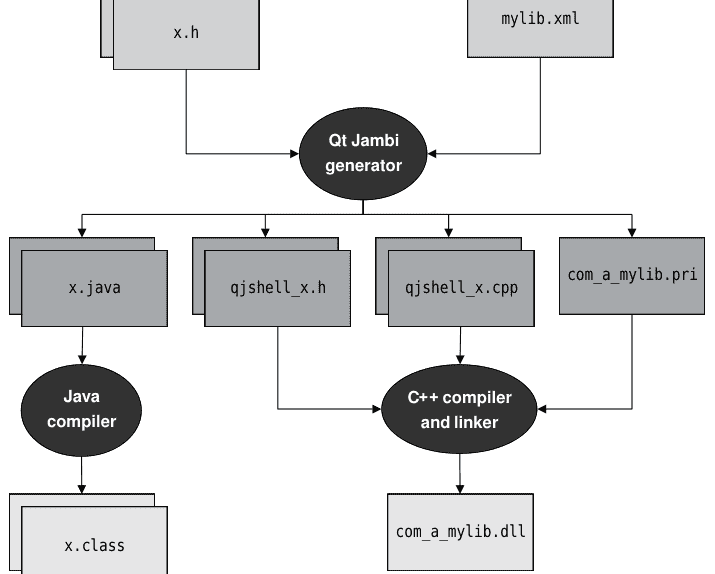 x.h
mylib.xml
Qt Jambi
generator
x.java
qjshell_x.h
qjshell_x.cpp
com_a_mylib.pri
Java
compiler
C++ compiler
and linker
x.class
com_a_mylib.dll